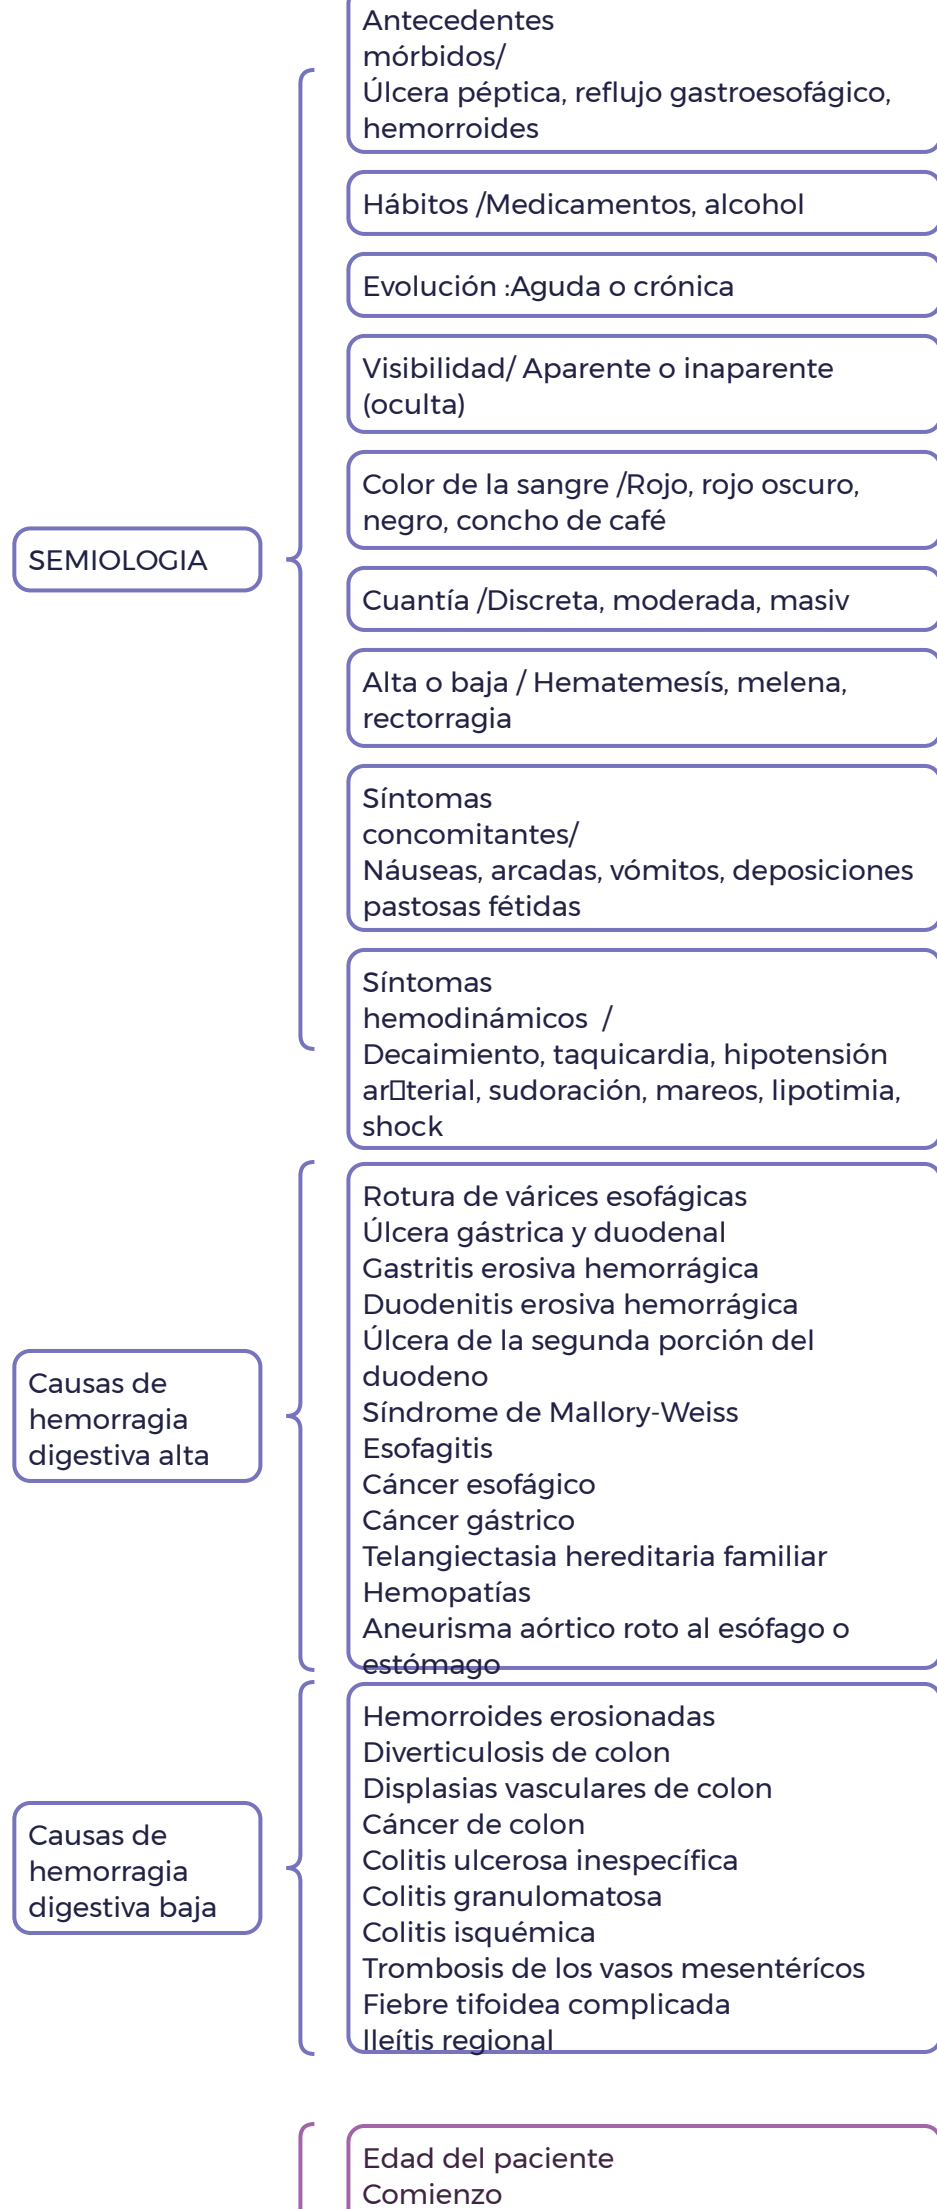 Antecedentes
mórbidos/
Úlcera péptica, reflujo gastroesofágico,
hemorroides
Hábitos /Medicamentos, alcohol
Evolución :Aguda o crónica
Visibilidad/ Aparente o inaparente
(oculta)
Color de la sangre /Rojo, rojo oscuro,
negro, concho de café
SEMIOLOGIA
Cuantía /Discreta, moderada, masiv
Alta o baja / Hematemesís, melena,
rectorragia
Síntomas
concomitantes/
Náuseas, arcadas, vómitos, deposiciones
pastosas fétidas
Síntomas
hemodinámicos  /
Decaimiento, taquicardia, hipotensión
ar▯terial, sudoración, mareos, lipotimia,
shock
Causas de
hemorragia
digestiva alta
Rotura de várices esofágicas
Úlcera gástrica y duodenal
Gastritis erosiva hemorrágica
Duodenitis erosiva hemorrágica
Úlcera de la segunda porción del
duodeno
Síndrome de Mallory-Weiss
Esofagitis
Cáncer esofágico
Cáncer gástrico
Telangiectasia hereditaria familiar
Hemopatías
Aneurisma aórtico roto al esófago o
estómago
Causas de
hemorragia
digestiva baja
Hemorroides erosionadas
Diverticulosis de colon
Displasias vasculares de colon
Cáncer de colon
Colitis ulcerosa inespecífica
Colitis granulomatosa
Colitis isquémica
Trombosis de los vasos mesentérícos
Fiebre tifoidea complicada
lleítis regional
Edad del paciente
Comienzo